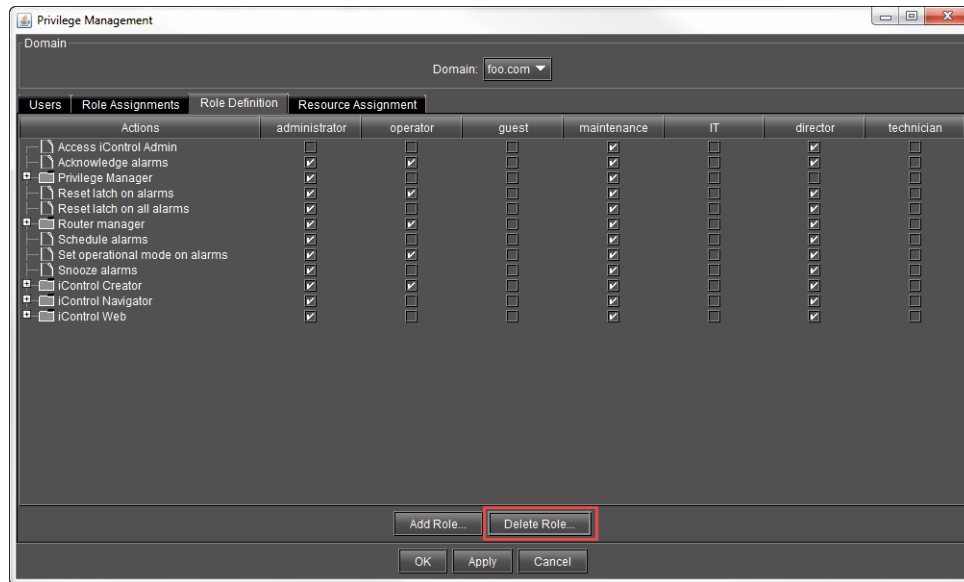 Privilege Management
Domain
Domain: foo.com
Users Role Assignments Role Definition Resource Assignment
Actions administrator operator guest maintenance IT director technician
Access iControl Admin
Acknowledge alarms
Privilege Manager
Reset latch on alarms
Reset latch on all alarms
Router manager
Schedule alarms
Set operational mode on alarms
Snooze alarms
iControl Creator
iControl Navigator
iControl Web
Add Role... Delete Role...
OK Apply Cancel